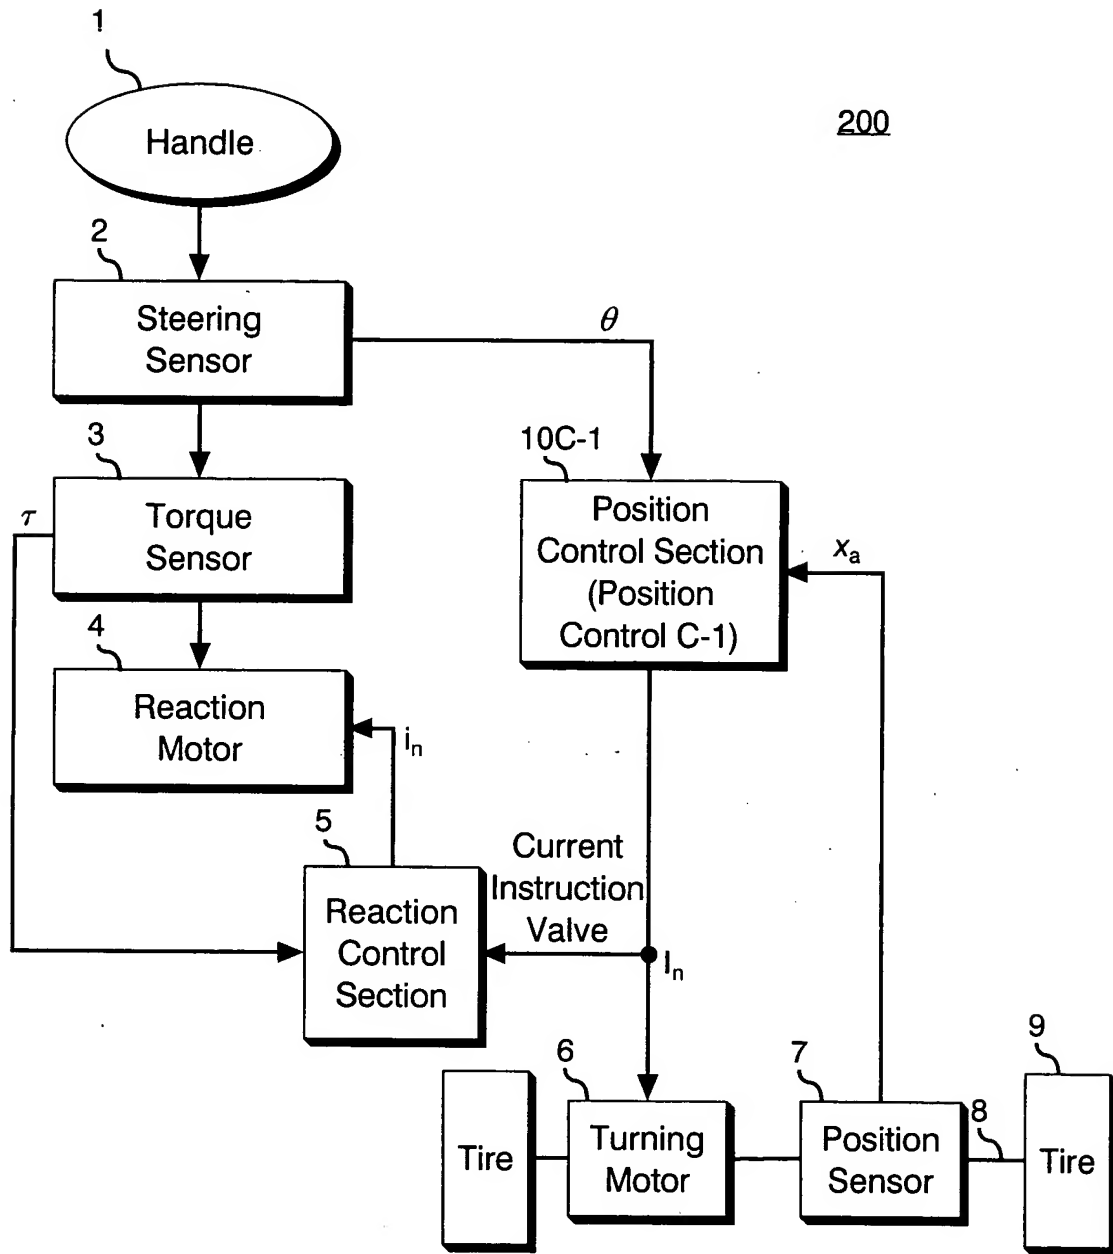 1
Handle
200
2
Steering
Sensor
θ
3
Torque
Sensor
τ
10C-1
Position
Control Section
(Position
Control C-1)
xa
4
Reaction
Motor
in
5
Reaction
Control
Section
Current
Instruction
Valve
In
6
Turning
Motor
7
Position
Sensor
8
9
Tire
Tire